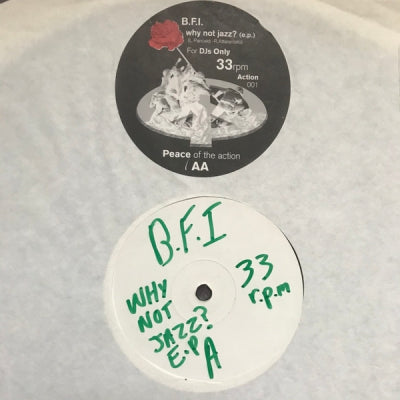 B.F.I.
why not jazz? (e.p.)
For DJs Only
33rpm
Action
001
Peace of the action
/ AA
B.F.I
WHY
NOT
JAZZ?
E.P
A
33
r.p.m